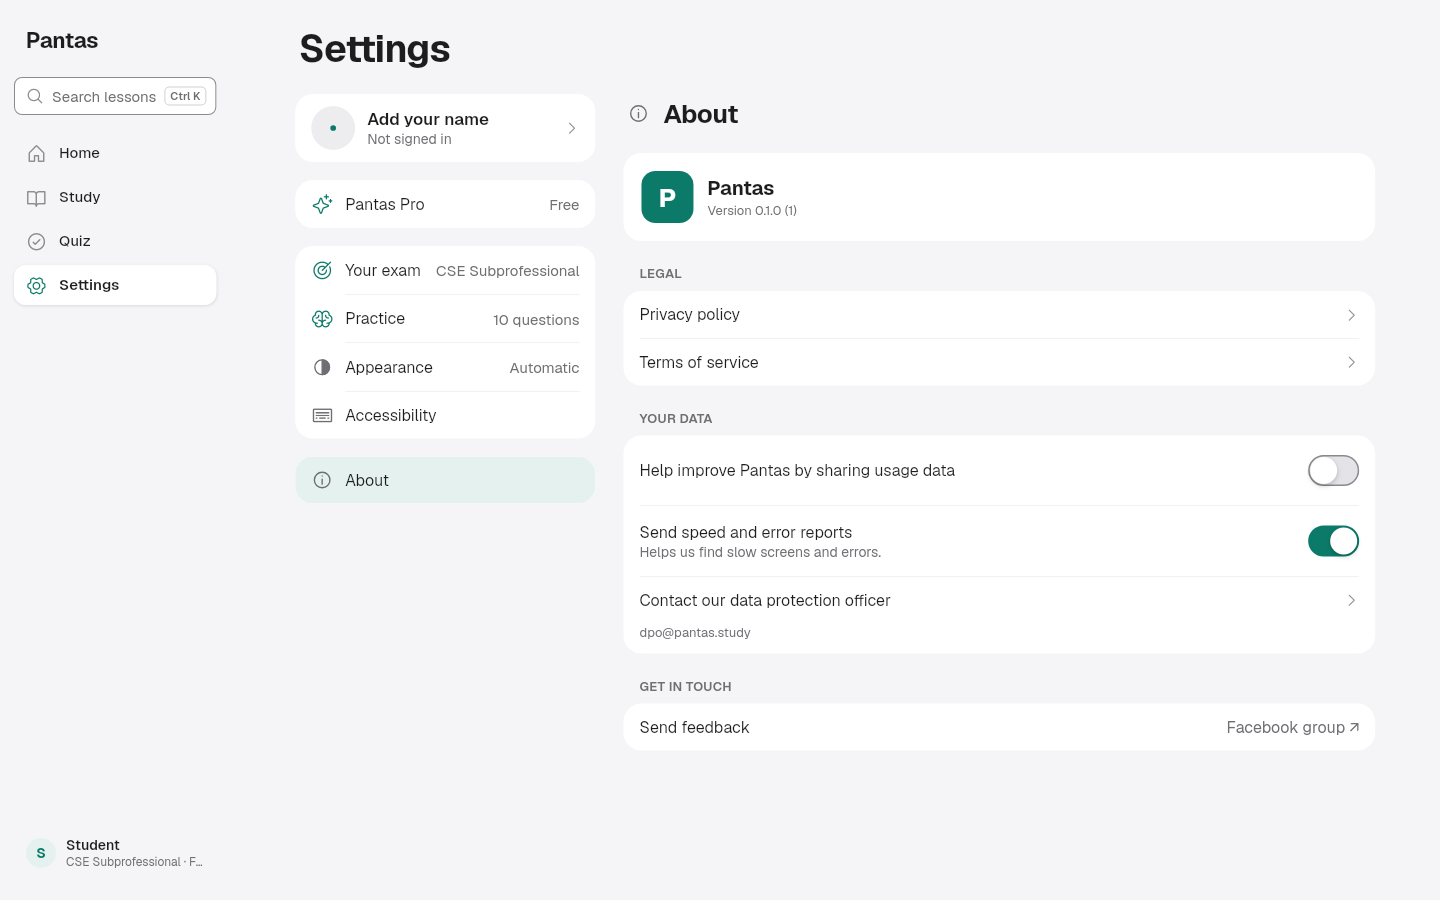 Pantas
Search lessons
Ctrl K
Home
Study
Quiz
Settings
S
Student
CSE Subprofessional · F...
Settings
Add your name
Not signed in
Pantas Pro
Free
Your exam
CSE Subprofessional
Practice
10 questions
Appearance
Automatic
Accessibility
About
About
P
Pantas
Version 0.1.0 (1)
LEGAL
Privacy policy
Terms of service
YOUR DATA
Help improve Pantas by sharing usage data
Send speed and error reports
Helps us find slow screens and errors.
Contact our data protection officer
dpo@pantas.study
GET IN TOUCH
Send feedback
Facebook group